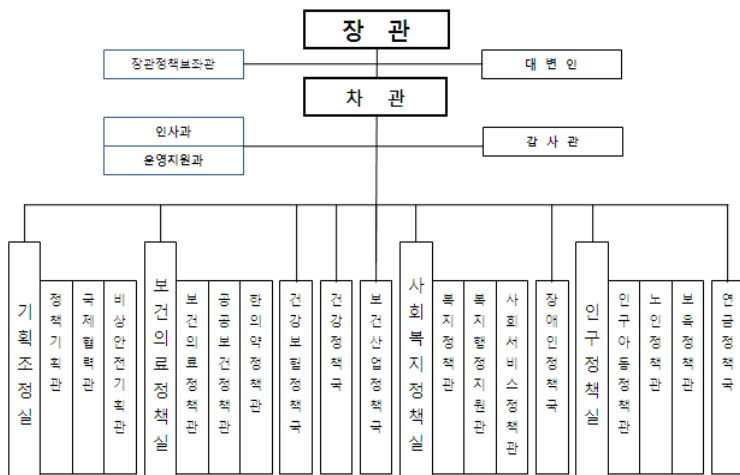 장 관
장관정책보좌관
대 변 인
차 관
인사과
운영지원과
감 사 관
기획조정실
정책기획관
국제협력관
비상안전기획관
보건의료정책실
보건의료정책관
공공보건정책관
한의약정책관
건강보험정책국
건강정책국
보건산업정책국
사회복지정책실
복지정책관
복지행정지원관
사회서비스정책관
장애인정책국
인구정책실
인구아동정책관
노인정책관
보육정책관
연금정책국